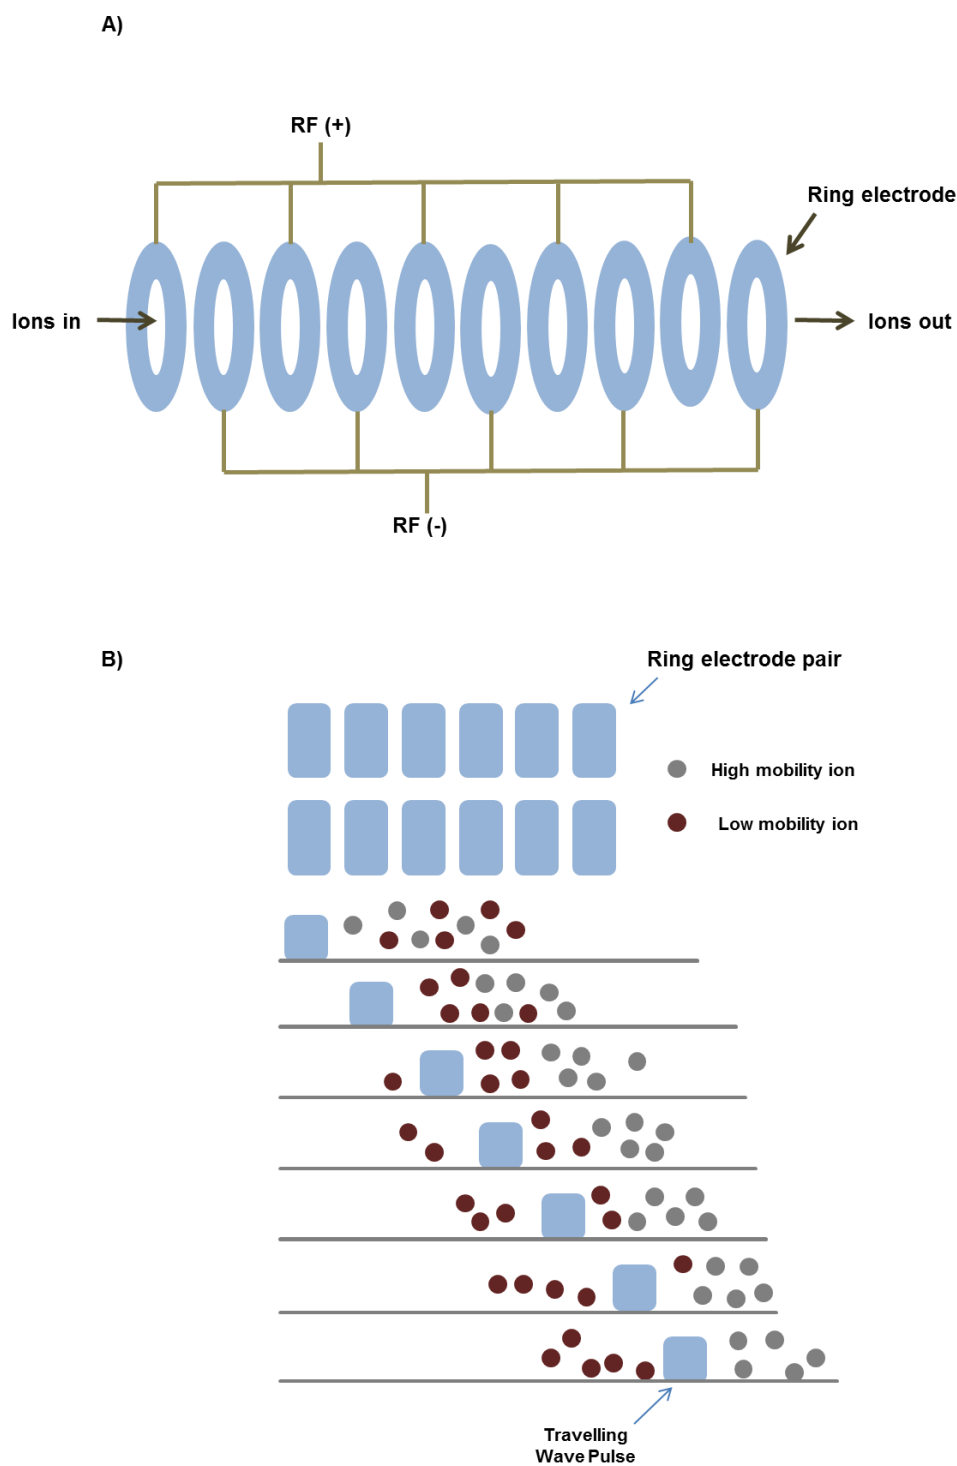 A)
RF (+)
Ring electrode
Ions in
Ions out
RF (-)
B)
Ring electrode pair
High mobility ion
Low mobility ion
Travelling
Wave Pulse